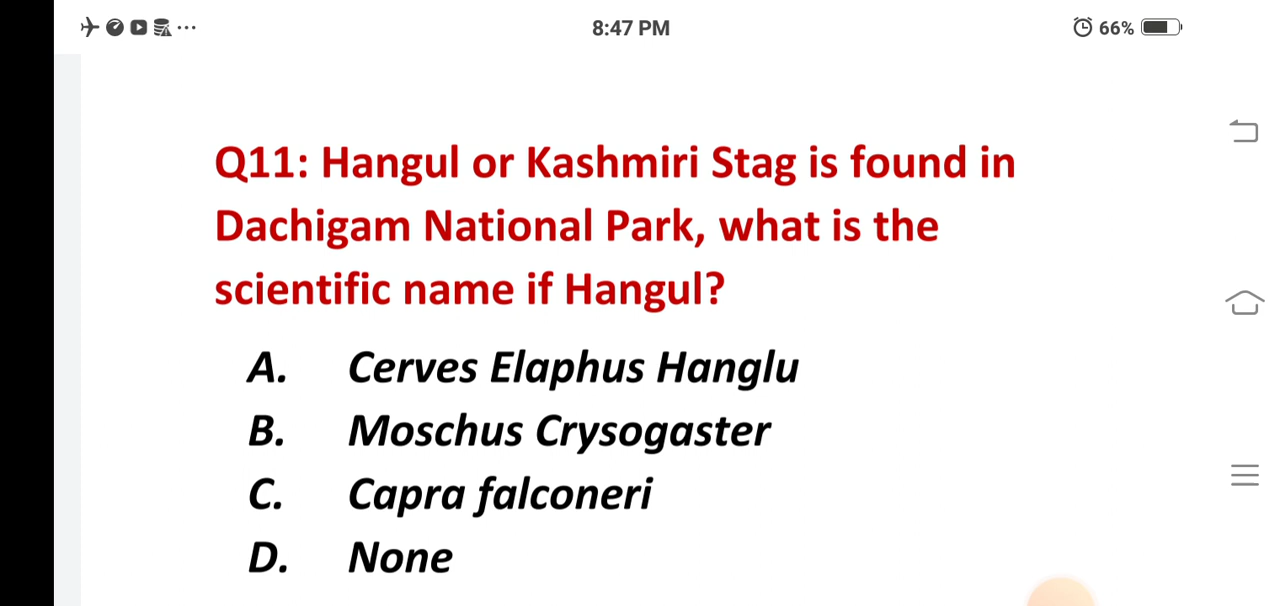 8:47 PM
66%
Q11: Hangul or Kashmiri Stag is found in
Dachigam National Park, what is the
scientific name if Hangul?
A. Cerves Elaphus Hanglu
B. Moschus Crysogaster
C. Capra falconeri
D. None